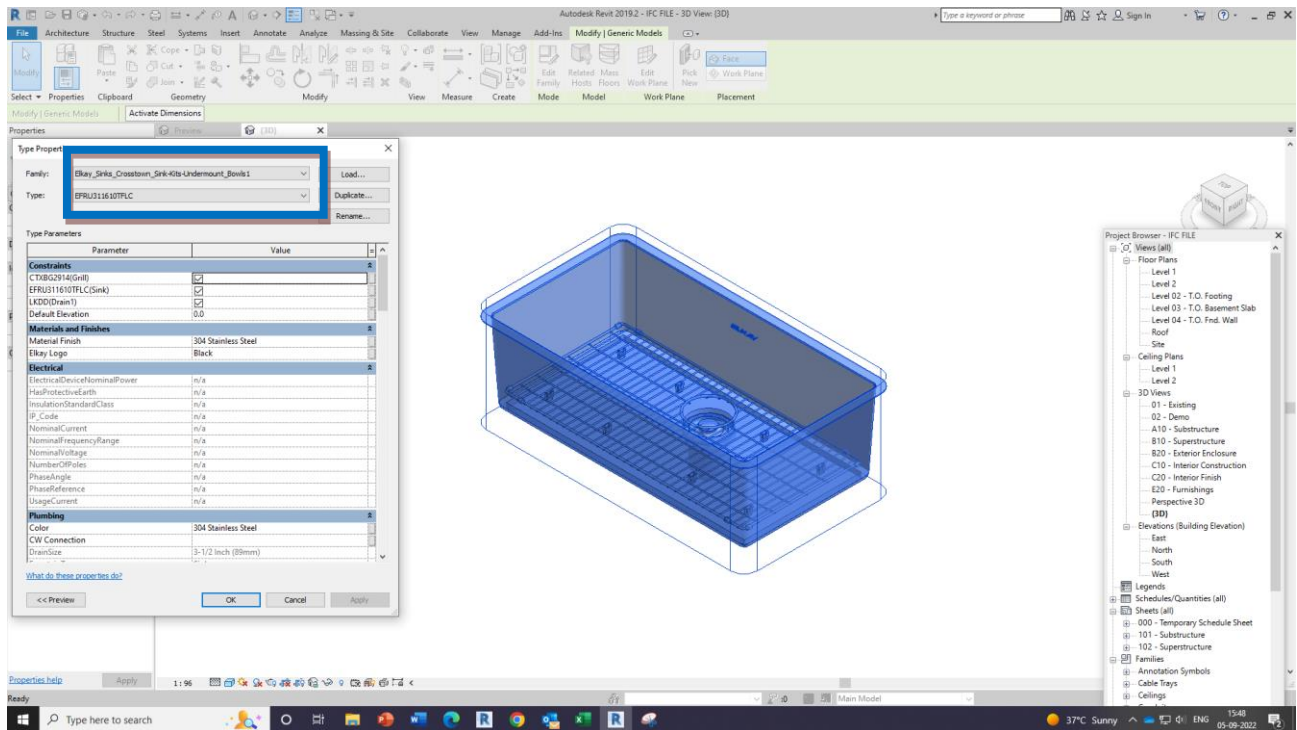 Autodesk Revit 2019.2 - IFC FILE - 3D View: {3D}
Type a keyword or phrase
Sign In
File Architecture Structure Steel Systems Insert Annotate Analyze Massing & Site Collaborate View Manage Add-Ins Modify | Generic Models
Modify
Paste
Cope
Cut
Join
Edit Family
Related Hosts
Mass Floors
Edit Work Plane
Pick New
Face
Work Plane
Select Properties Clipboard Geometry Modify View Measure Create Mode Model Work Plane Placement
Modify | Generic Models Activate Dimensions
Properties
Preview
{3D}
Family: Elkay_Sinks_Crosstown_Sink-Kits-Undermount_Bowls1 Load...
Type: EFRU311610TFLC Duplicate...
Rename...
Type Parameters
Parameter Value
Constraints
CTXBG2914(Grill)
EFRU311610TFLC(Sink)
LKDD(Drain1)
Default Elevation 0.0
Materials and Finishes
Material Finish 304 Stainless Steel
Elkay Logo Black
Electrical
ElectricalDeviceNominalPower n/a
HasProtectiveEarth n/a
InsulationStandardClass n/a
IP_Code n/a
NominalCurrent n/a
NominalFrequencyRange n/a
NominalVoltage n/a
NumberOfPoles n/a
PhaseAngle n/a
PhaseReference n/a
UsageCurrent n/a
Plumbing
Color 304 Stainless Steel
CW Connection
DrainSize 3-1/2 Inch (89mm)
What do these properties do?
<< Preview OK Cancel Apply
TOP
FRONT
RIGHT
Project Browser - IFC FILE
Views (all)
Floor Plans
Level 1
Level 2
Level 02 - T.O. Footing
Level 03 - T.O. Basement Slab
Level 04 - T.O. Fnd. Wall
Roof
Site
Ceiling Plans
Level 1
Level 2
3D Views
01 - Existing
02 - Demo
A10 - Substructure
B10 - Superstructure
B20 - Exterior Enclosure
C10 - Interior Construction
C20 - Interior Finish
E20 - Furnishings
Perspective 3D
{3D}
Elevations (Building Elevation)
East
North
South
West
Legends
Schedules/Quantities (all)
Sheets (all)
000 - Temporary Schedule Sheet
101 - Substructure
102 - Superstructure
Families
Annotation Symbols
Cable Trays
Ceilings
Properties help Apply
1 : 96
Ready
:0
Main Model
Type here to search
37°C Sunny
ENG
15:48
05-09-2022